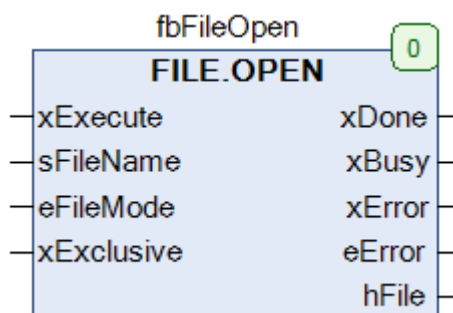 fbFileOpen
0
FILE.OPEN
xExecute xDone
sFileName xBusy
eFileMode xError
xExclusive eError
hFile